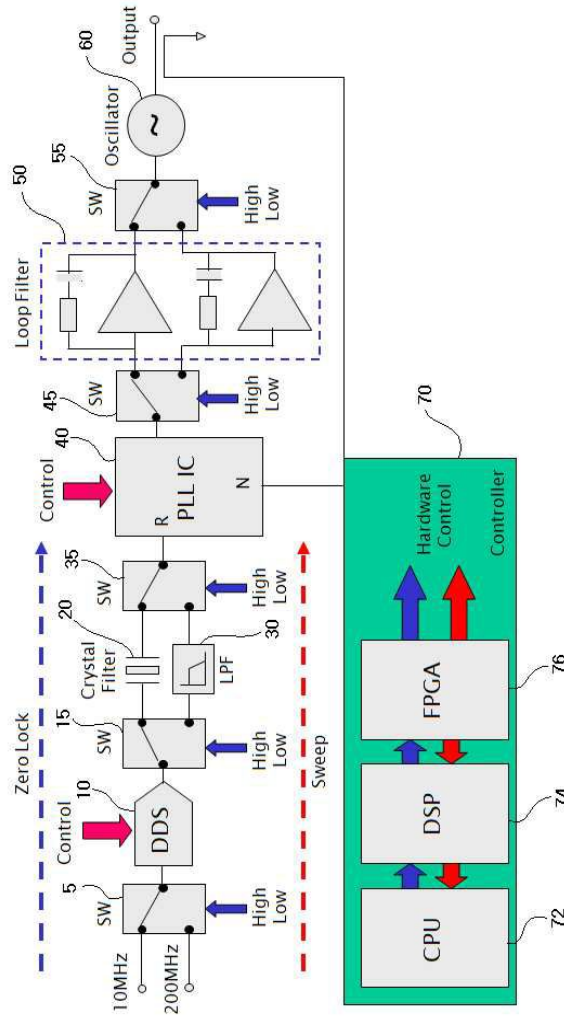 Zero Lock
Control
Control
SW
5
10
SW
15
Crystal
Filter
20
SW
35
40
SW
45
Loop Filter
50
SW
55
Oscillator
60
10MHz
200MHz
DDS
LPF
30
R
PLL IC
N
~
Output
High
Low
High
Low
High
Low
High
Low
High
Low
Sweep
70
CPU
DSP
FPGA
Hardware
Control
Controller
72
74
76